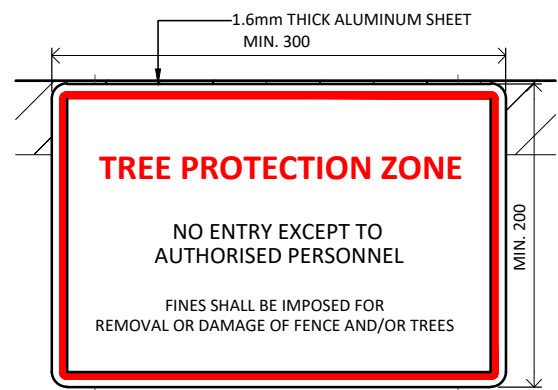 1.6mm THICK ALUMINUM SHEET
MIN. 300
TREE PROTECTION ZONE
NO ENTRY EXCEPT TO
AUTHORISED PERSONNEL
MIN. 200
FINES SHALL BE IMPOSED FOR
REMOVAL OR DAMAGE OF FENCE AND/OR TREES